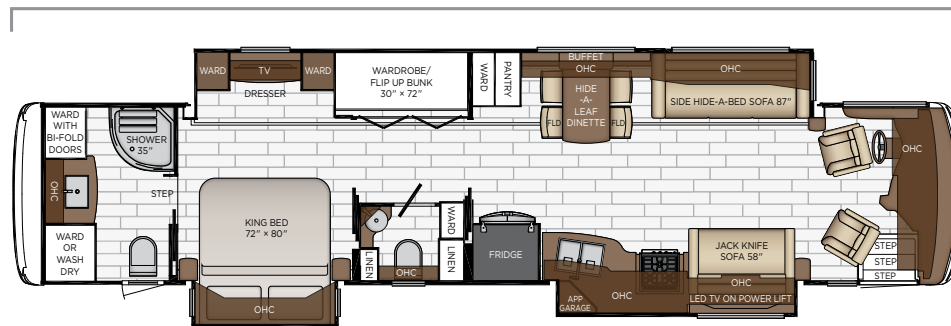 WARD
TV
WARD
DRESSER
WARDROBE/
FLIP UP BUNK
30" × 72"
WARD
PANTRY
BUFFET
OHC
HIDE
-A-
LEAF
DINETTE
FLD
FLD
OHC
SIDE HIDE-A-BED SOFA 87"
WARD
WITH
BI-FOLD
DOORS
SHOWER
35"
OHC
STEP
WARD
OR
WASH
DRY
KING BED
72" × 80"
OHC
LINEN
OHC
WARD
LINEN
FRIDGE
APP
GARAGE
OHC
JACK KNIFE
SOFA 58"
OHC
LED TV ON POWER LIFT
OHC
STEP
STEP
STEP